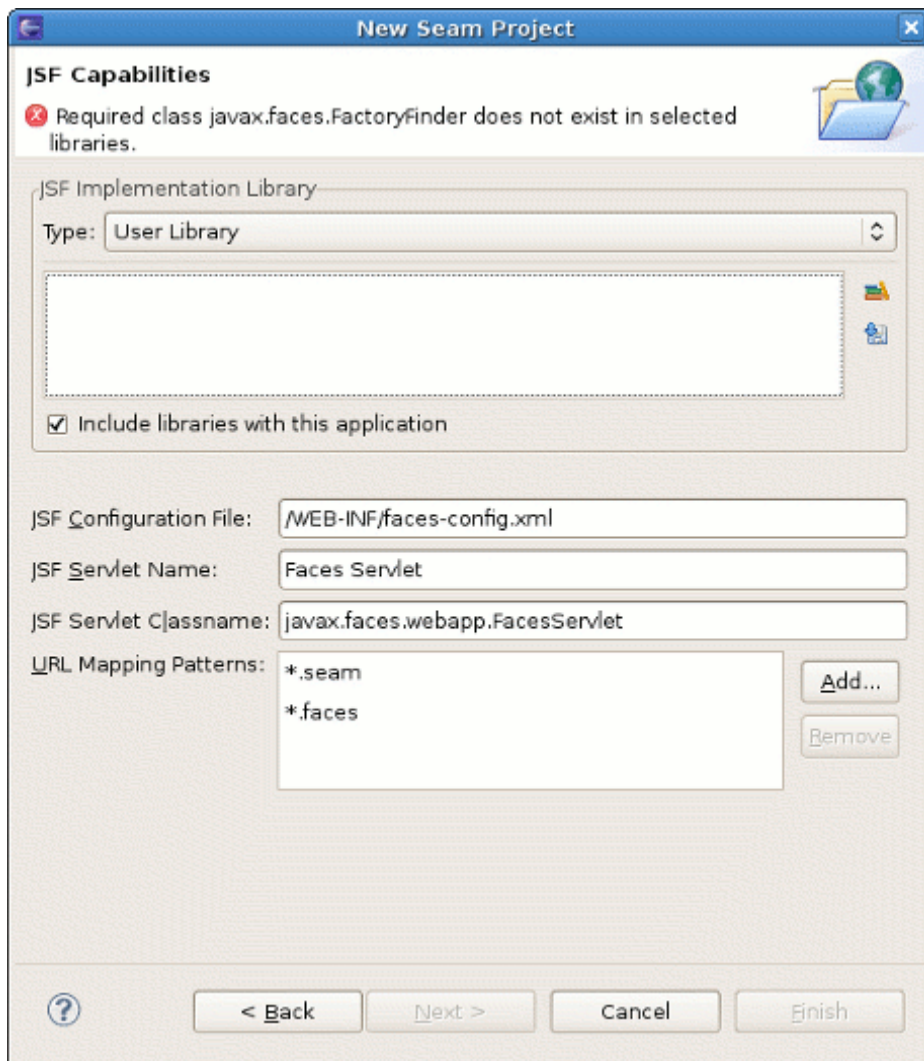 New Seam Project
JSF Capabilities
Required class javax.faces.FactoryFinder does not exist in selected
libraries.
JSF Implementation Library
Type: User Library
Include libraries with this application
JSF Configuration File: /WEB-INF/faces-config.xml
JSF Servlet Name: Faces Servlet
JSF Servlet Classname: javax.faces.webapp.FacesServlet
URL Mapping Patterns: *.seam
Add...
*.faces
Remove
? < Back Next > Cancel Finish